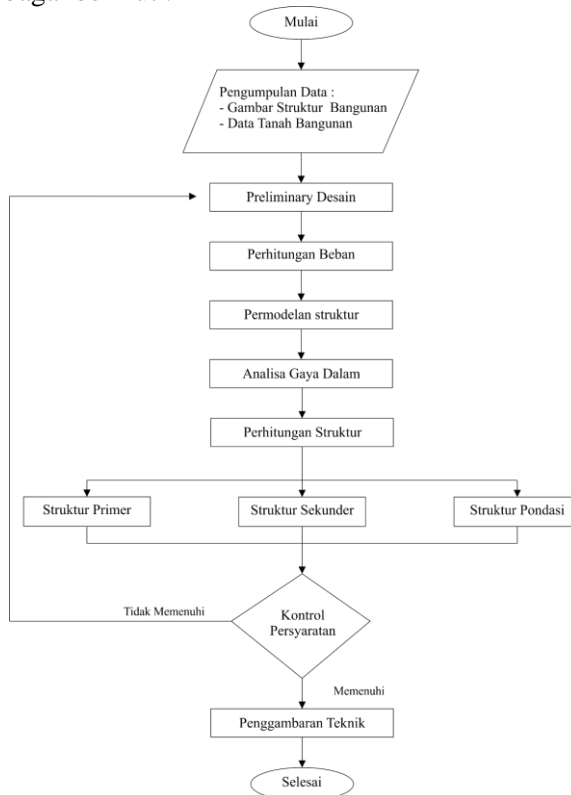 Mulai
Pengumpulan Data :
- Gambar Struktur Bangunan
- Data Tanah Bangunan
Preliminary Desain
Perhitungan Beban
Permodelan struktur
Analisa Gaya Dalam
Perhitungan Struktur
Struktur Primer
Struktur Sekunder
Struktur Pondasi
Tidak Memenuhi
Kontrol
Persyaratan
Memenuhi
Penggambaran Teknik
Selesai